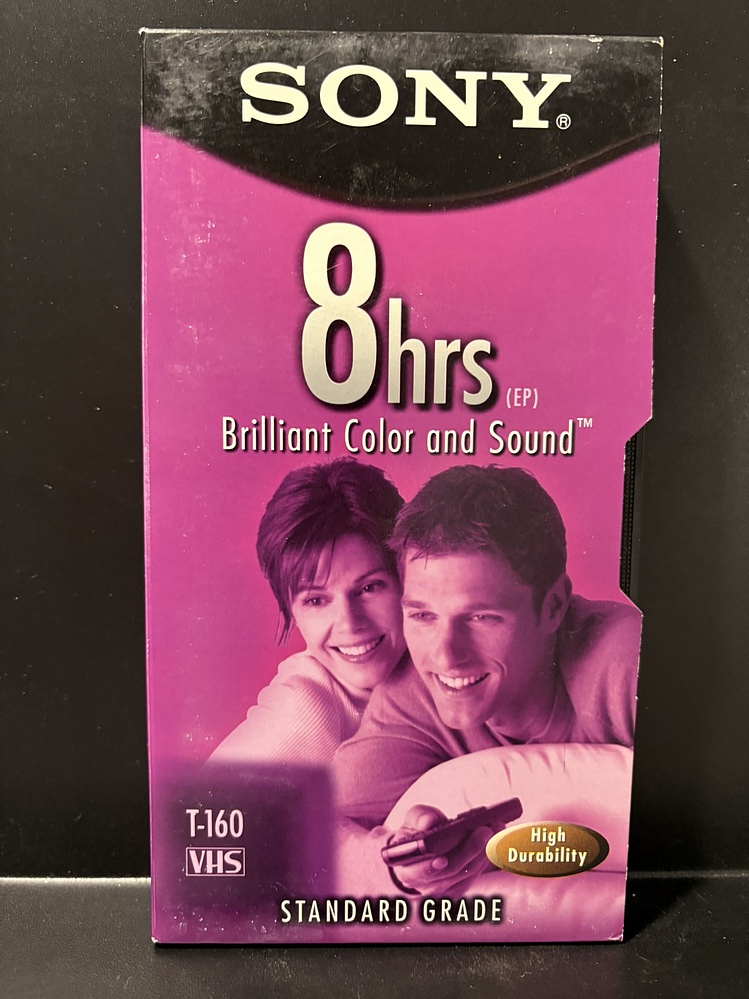 SONY®
8hrs (EP)
Brilliant Color and Sound™
T-160
VHS
High
Durability
STANDARD GRADE